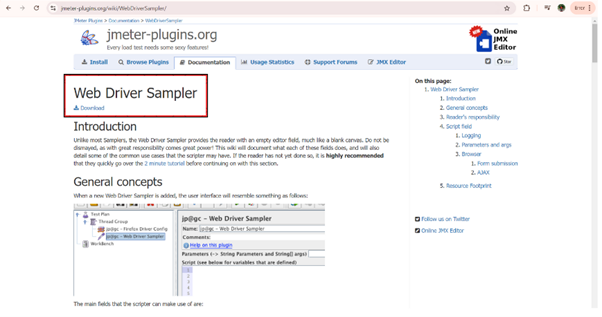 jmeter-plugins.org/wiki/WebDriverSampler/
Error
JMeter Plugins > Documentation > WebDriverSampler
jmeter-plugins.org
Every load test needs some sexy features!
Online
JMX
Editor
Install
Browse Plugins
Documentation
Usage Statistics
Support Forums
JMX Editor
Star
Web Driver Sampler
Download
Introduction
Unlike most Samplers, the Web Driver Sampler provides the reader with an empty editor field, much like a blank canvas. Do not be
dismayed, as with great responsibility comes great power! This wiki will document what each of these fields does, and will also
detail some of the common use cases that the scripter may have. If the reader has not yet done so, it is highly recommended
that they quickly go over the 2 minute tutorial before continuing on with this section.
General concepts
When a new Web Driver Sampler is added, the user interface will resemble something as follows:
Test Plan
Thread Group
jp@gc - Firefox Driver Config
jp@gc - Web Driver Sampler
WorkBench
jp@gc - Web Driver Sampler
Name: jp@gc - Web Driver Sampler
Comments:
Help on this plugin
Parameters (-> String Parameters and String[] args)
Script (see below for variables that are defined)
1
2
3
4
5
The main fields that the scripter can make use of are:
On this page:
1. Web Driver Sampler
1. Introduction
2. General concepts
3. Reader's responsibility
4. Script field
1. Logging
2. Parameters and args
3. Browser
1. Form submission
2. AJAX
5. Resource Footprint
Follow us on Twitter
Online JMX Editor